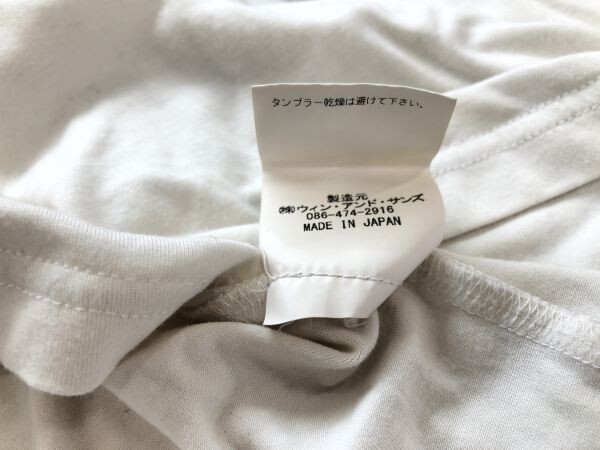 タンブラー乾燥は避けて下さい。
製造元
㈱ウィン・アンド・サンズ
086-474-2916
MADE IN JAPAN